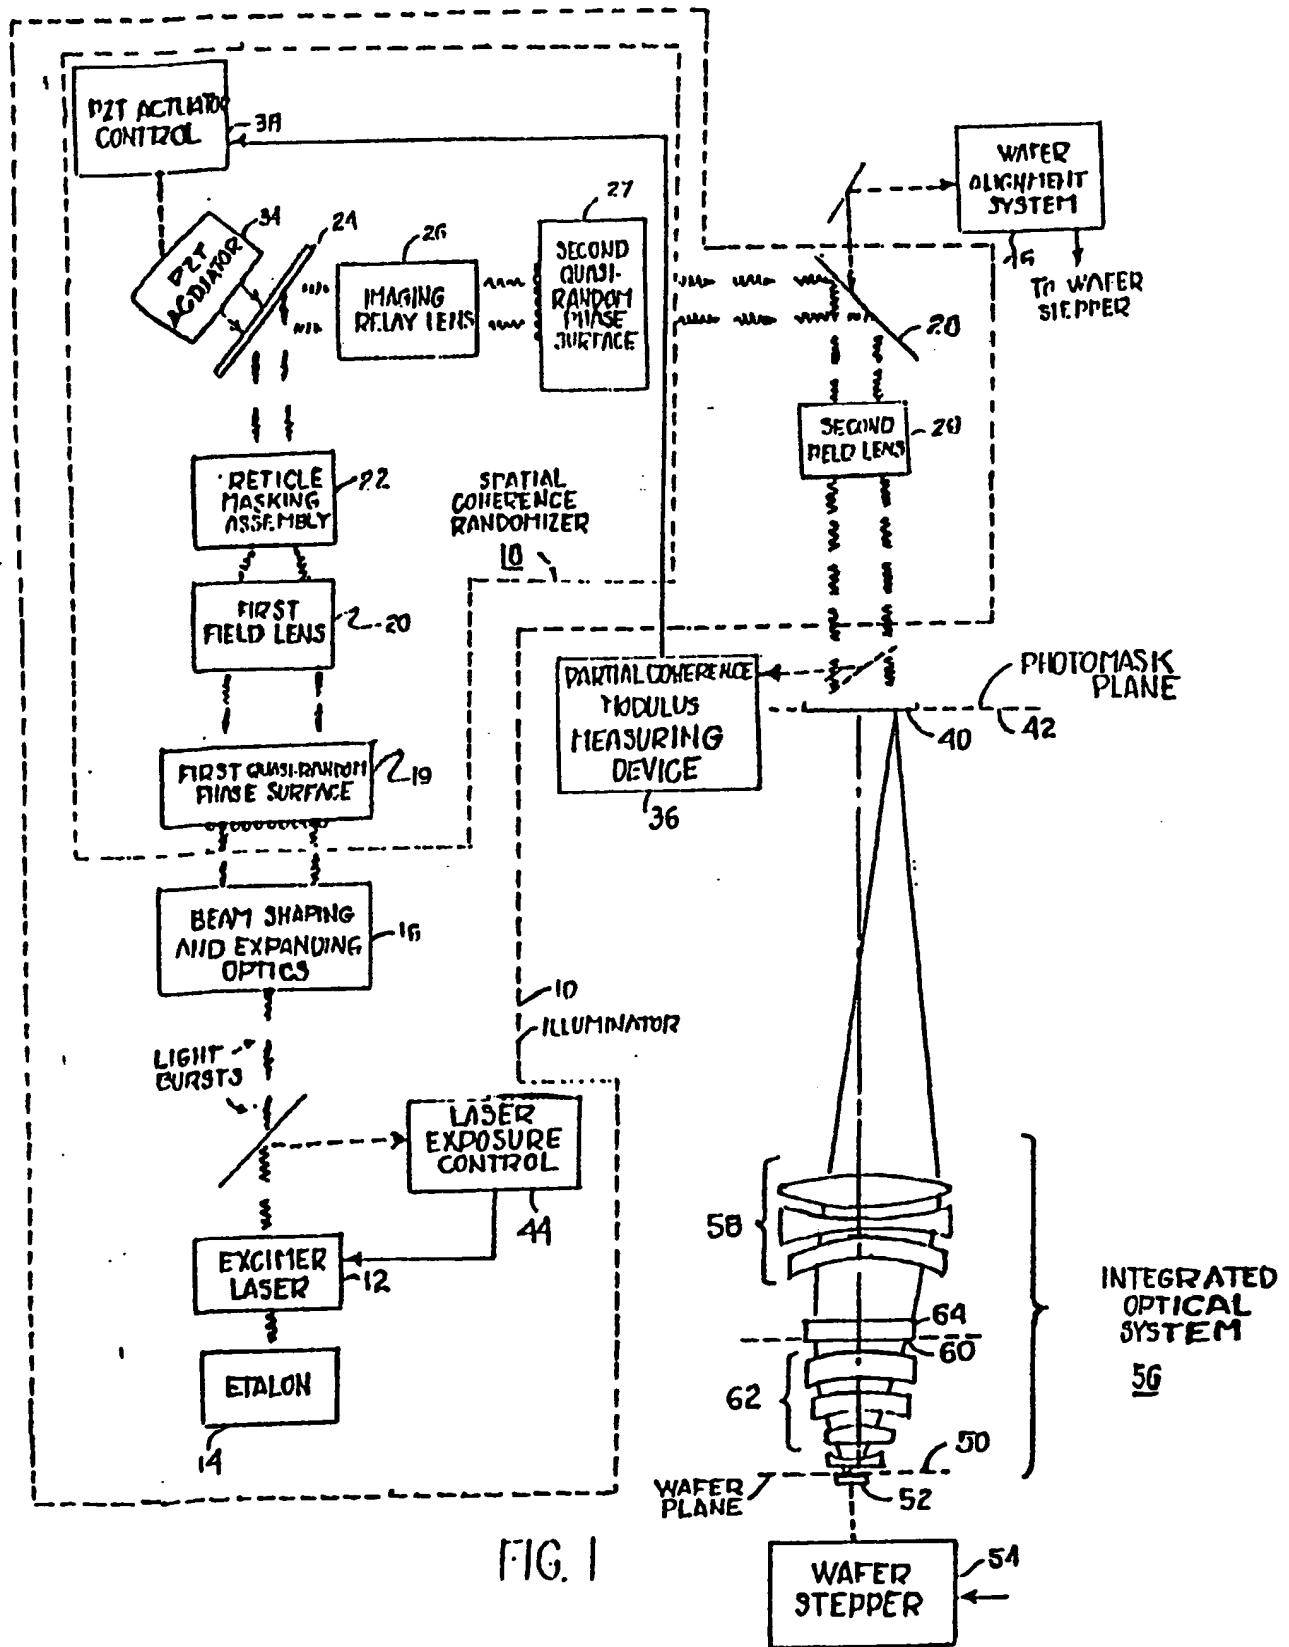 PZT ACTUATOR
CONTROL
38
PZT
ACTUATOR
34
24
26
IMAGING
RELAY LENS
27
SECOND
QUASI-
RANDOM
PHASE
SURFACE
WAFER
ALIGNMENT
SYSTEM
TO WAFER
STEPPER
28
SECOND
FIELD LENS
29
RETICLE
MASKING
ASSEMBLY
22
SPATIAL
COHERENCE
RANDOMIZER
18
FIRST
FIELD LENS
20
PARTIAL COHERENCE
MODULUS
MEASURING
DEVICE
36
PHOTOMASK
PLANE
40
42
FIRST QUASI-RANDOM
PHASE SURFACE
19
BEAM SHAPING
AND EXPANDING
OPTICS
16
10
ILLUMINATOR
LIGHT
BURSTS
LASER
EXPOSURE
CONTROL
44
EXCIMER
LASER
12
ETALON
14
58
64
60
62
INTEGRATED
OPTICAL
SYSTEM
56
50
WAFER
PLANE
52
WAFER
STEPPER
54
FIG. 1